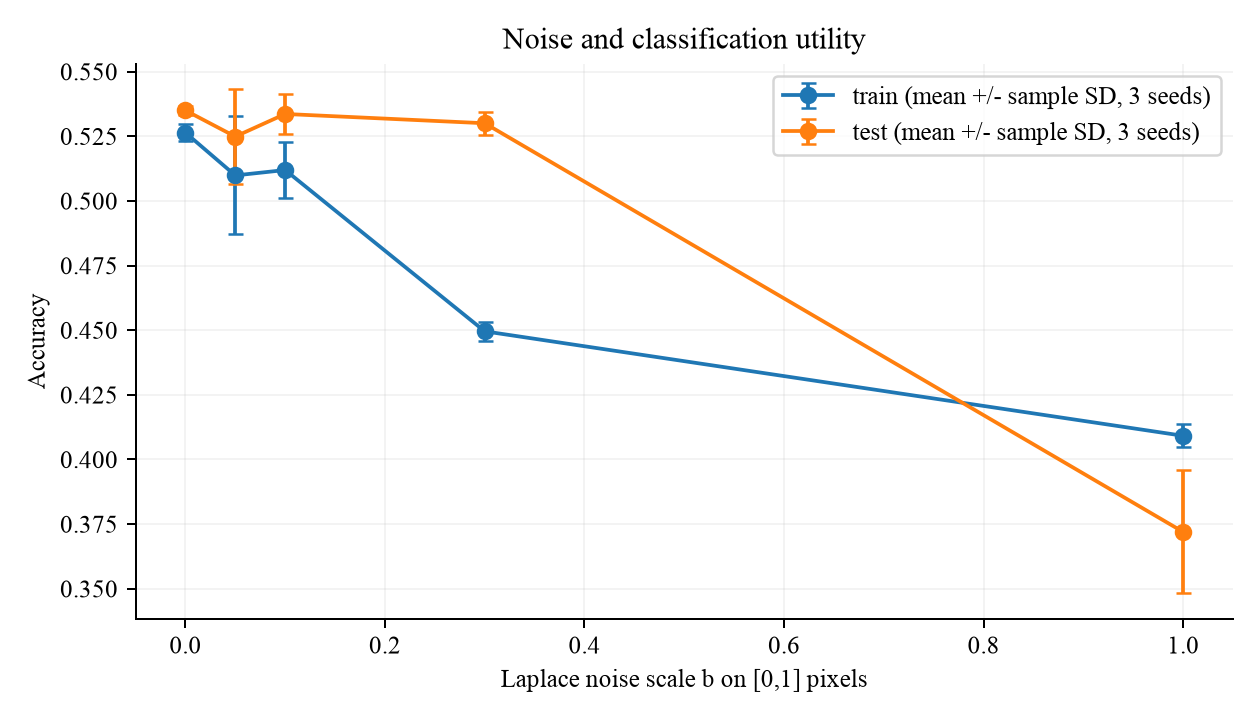 Noise and classification utility
train (mean +/- sample SD, 3 seeds)
test (mean +/- sample SD, 3 seeds)
Accuracy
0.550
0.525
0.500
0.475
0.450
0.425
0.400
0.375
0.350
0.0 0.2 0.4 0.6 0.8 1.0
Laplace noise scale b on [0,1] pixels